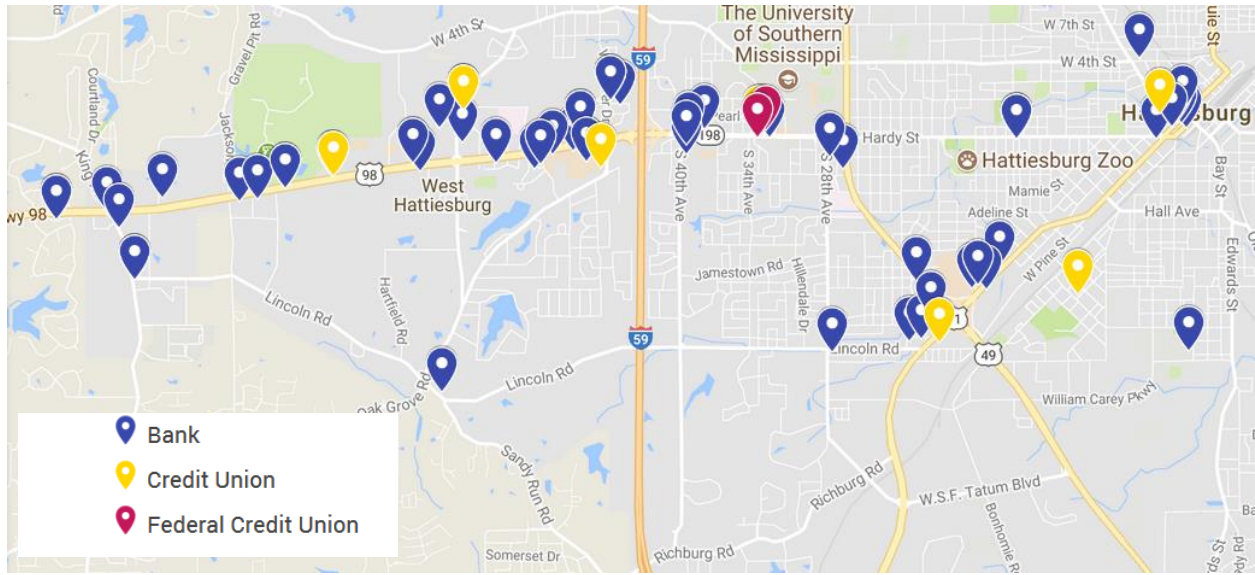 The University
of Southern
Mississippi
W 7th St
W 4th St
W 4th St
59
Gravel Pit Rd
Courtland Dr
Jackson
King
Pearl
198
Hardy St
Hattiesburg Zoo
98
West
Hattiesburg
wy 98
S 40th Ave
S 34th Ave
S 28th Ave
Mamie St
Adeline St
Hall Ave
Bay St
W Pine St
Edwards St
Jamestown Rd
Hillendale Dr
Hartfield Rd
Lincoln Rd
59
Lincoln Rd
49
Lincoln Rd
Oak Grove Rd
William Carey Pkwy
Sandy Run Rd
Richburg Rd
W.S.F. Tatum Blvd
Bonhomie Rd
Somerset Dr
Richburg Rd
Bank
Credit Union
Federal Credit Union